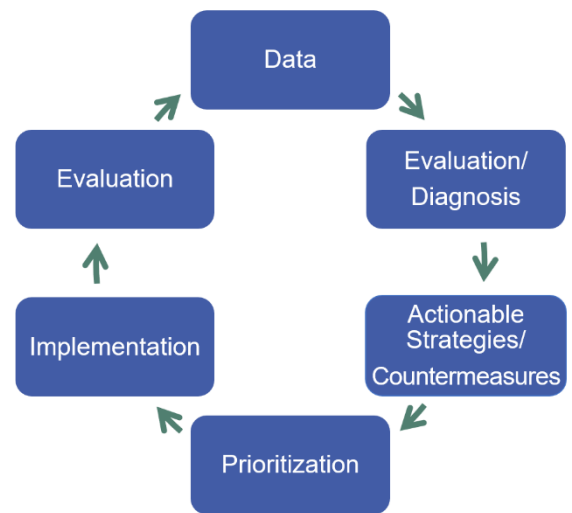 Data
Evaluation/
Diagnosis
Actionable
Strategies/
Countermeasures
Prioritization
Implementation
Evaluation